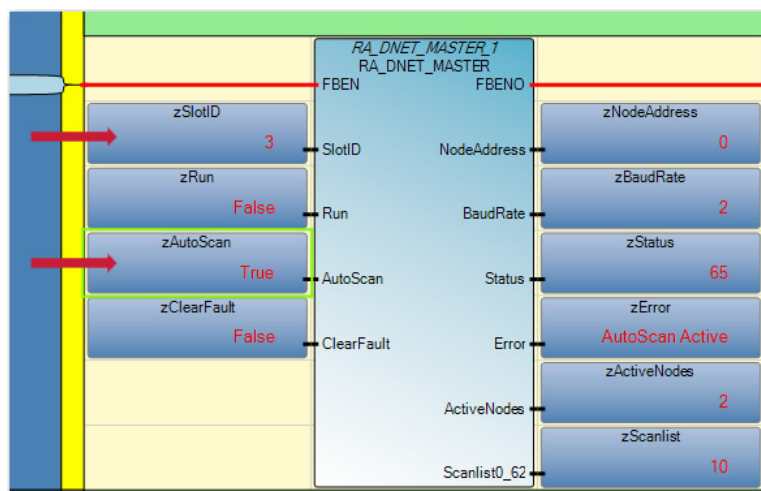 RA_DNET_MASTER_1
RA_DNET_MASTER
FBEN FBENO
zSlotID
3
SlotID
zNodeAddress
0
NodeAddress
zRun
False
Run
zBaudRate
2
BaudRate
zAutoScan
True
AutoScan
zStatus
65
Status
zClearFault
False
ClearFault
zError
AutoScan Active
Error
zActiveNodes
2
ActiveNodes
zScanlist
10
Scanlist0_62